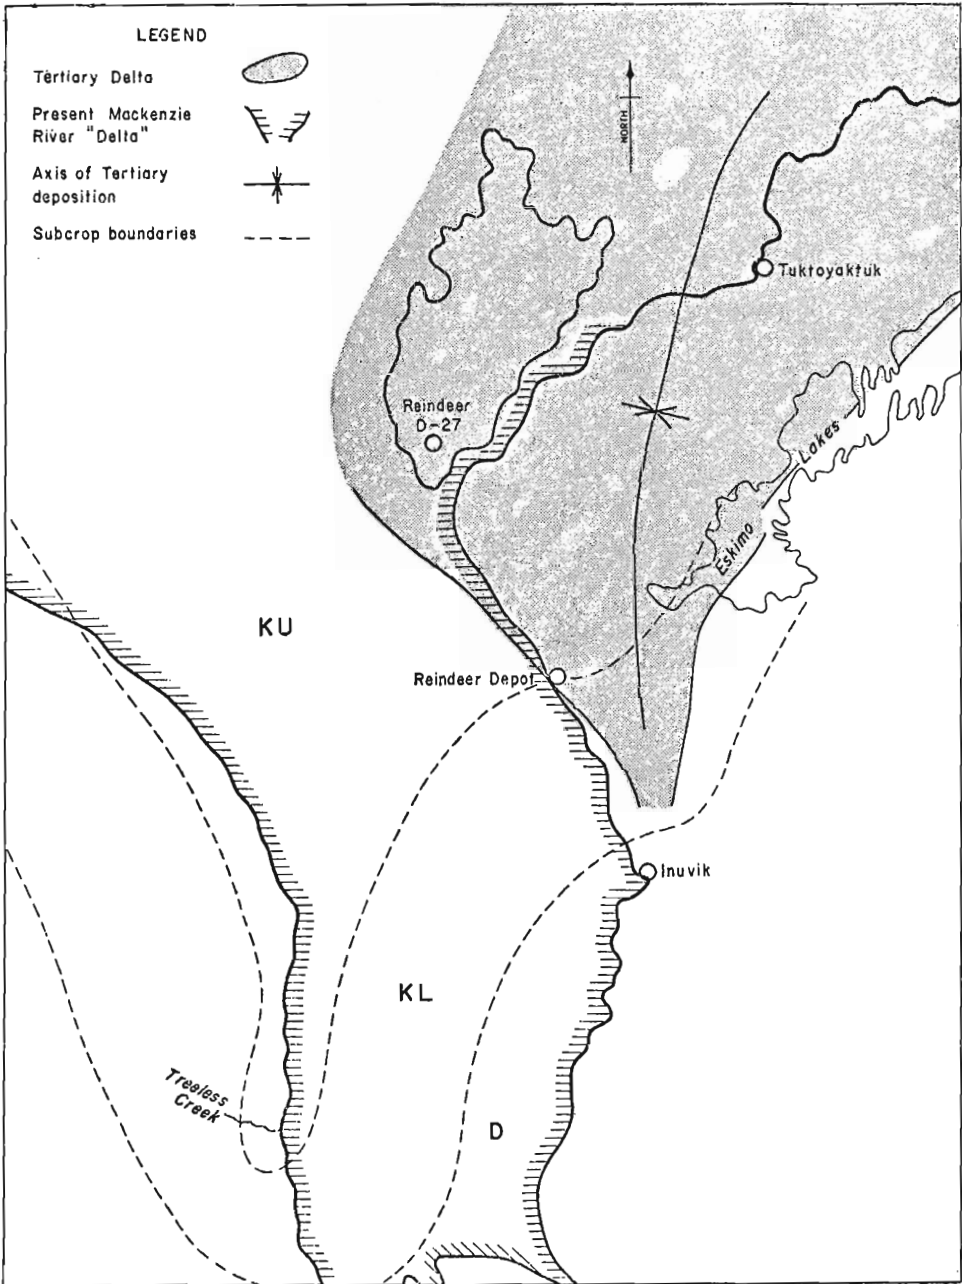 LEGEND
Tertiary Delta
Present Mackenzie
River "Delta"
Axis of Tertiary
deposition
Subcrop boundaries
NORTH
Tuktoyaktuk
Reindeer
D-27
Lakes
Eskimo
KU
Reindeer Depot
Inuvik
KL
Treeless
Creek
D